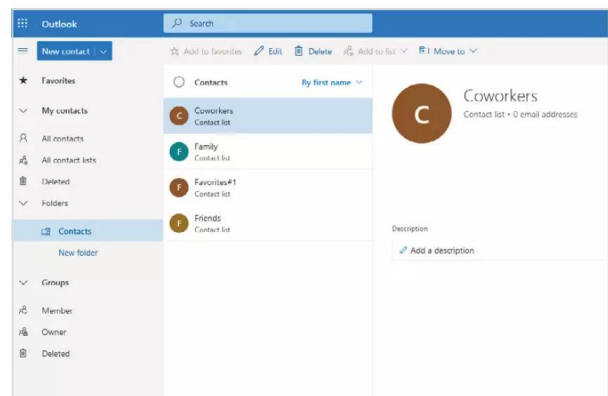 Outlook
Search
New contact
Add to favorites
Edit
Delete
Add to list
Move to
Favorites
My contacts
All contacts
All contact lists
Deleted
Folders
Contacts
New folder
Groups
Member
Owner
Deleted
Contacts
By first name
C
Coworkers
Contact list
F
Family
Contact list
F
Favorites#1
Contact list
F
Friends
Contact list
C
Coworkers
Contact list • 0 email addresses
Description
Add a description